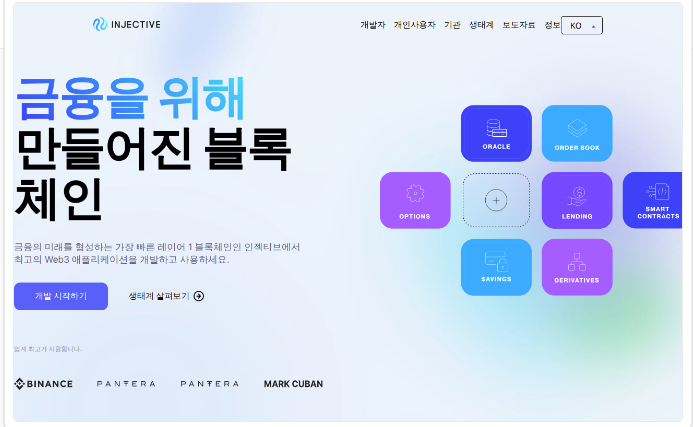 INJECTIVE
개발자 개인사용자 기관 생태계 보도자료 정보 KO
금융을 위해
만들어진 블록
체인
금융의 미래를 형성하는 가장 빠른 레이어 1 블록체인인 인젝티브에서
최고의 Web3 애플리케이션을 개발하고 사용하세요.
개발 시작하기 생태계 살펴보기
업계 최고가 지원합니다.
BINANCE PANTERA PANTERA MARK CUBAN
ORACLE ORDER BOOK
OPTIONS LENDING SMART
CONTRACTS
SAVINGS DERIVATIVES